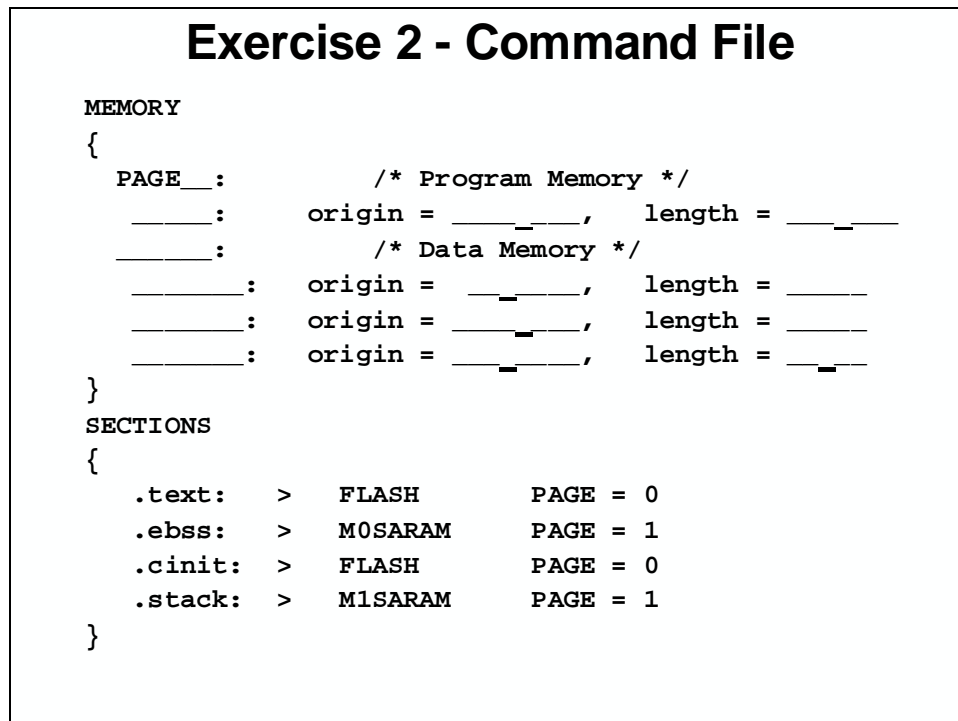 Exercise 2 - Command File
MEMORY
{
PAGE__: /* Program Memory */
_____: origin = ____ ___, length = ___ ___
______: /* Data Memory */
_______: origin = __ ____, length = _____
_______: origin = ____ ___, length = _____
_______: origin = ___ ____, length = __ __
}
SECTIONS
{
.text: > FLASH PAGE = 0
.ebss: > M0SARAM PAGE = 1
.cinit: > FLASH PAGE = 0
.stack: > M1SARAM PAGE = 1
}